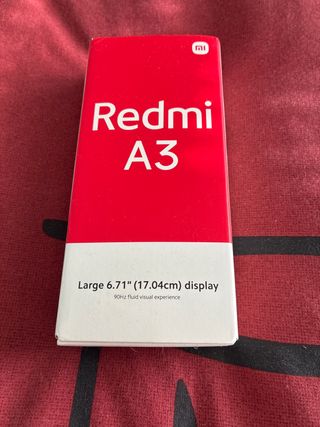 mi
Redmi
A3
Large 6.71" (17.04cm) display
90Hz fluid visual experience